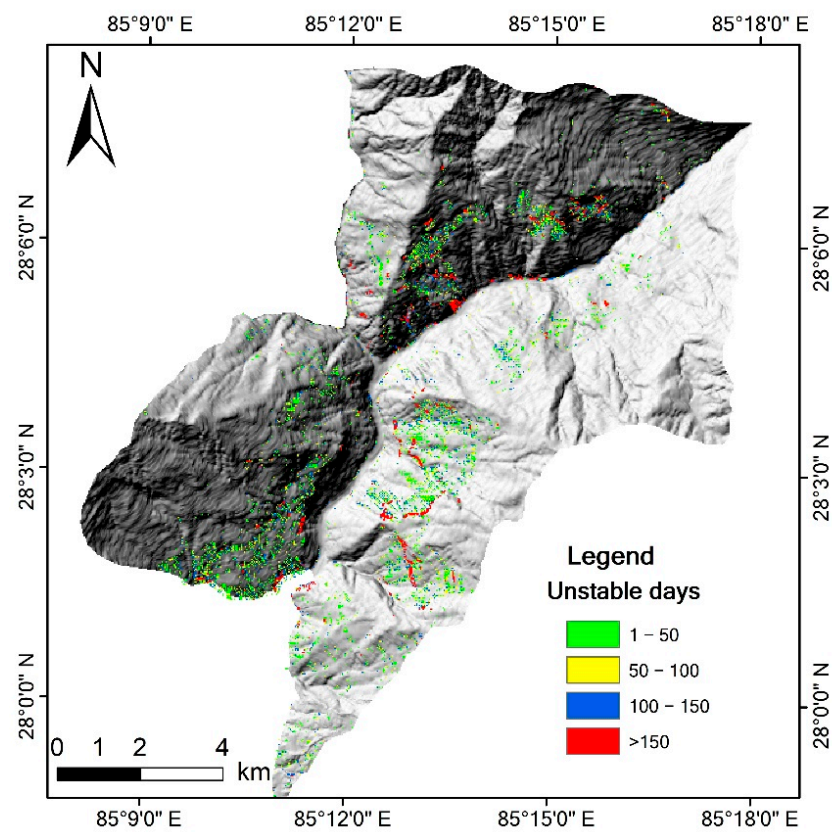 85°9'0" E 85°12'0" E 85°15'0" E 85°18'0" E
N
28°6'0" N 28°6'0" N
28°3'0" N 28°3'0" N
Legend
Unstable days
1 – 50
50 – 100
28°0'0" N 28°0'0" N
100 – 150
>150
0 1 2 4
km
85°9'0" E 85°12'0" E 85°15'0" E 85°18'0" E